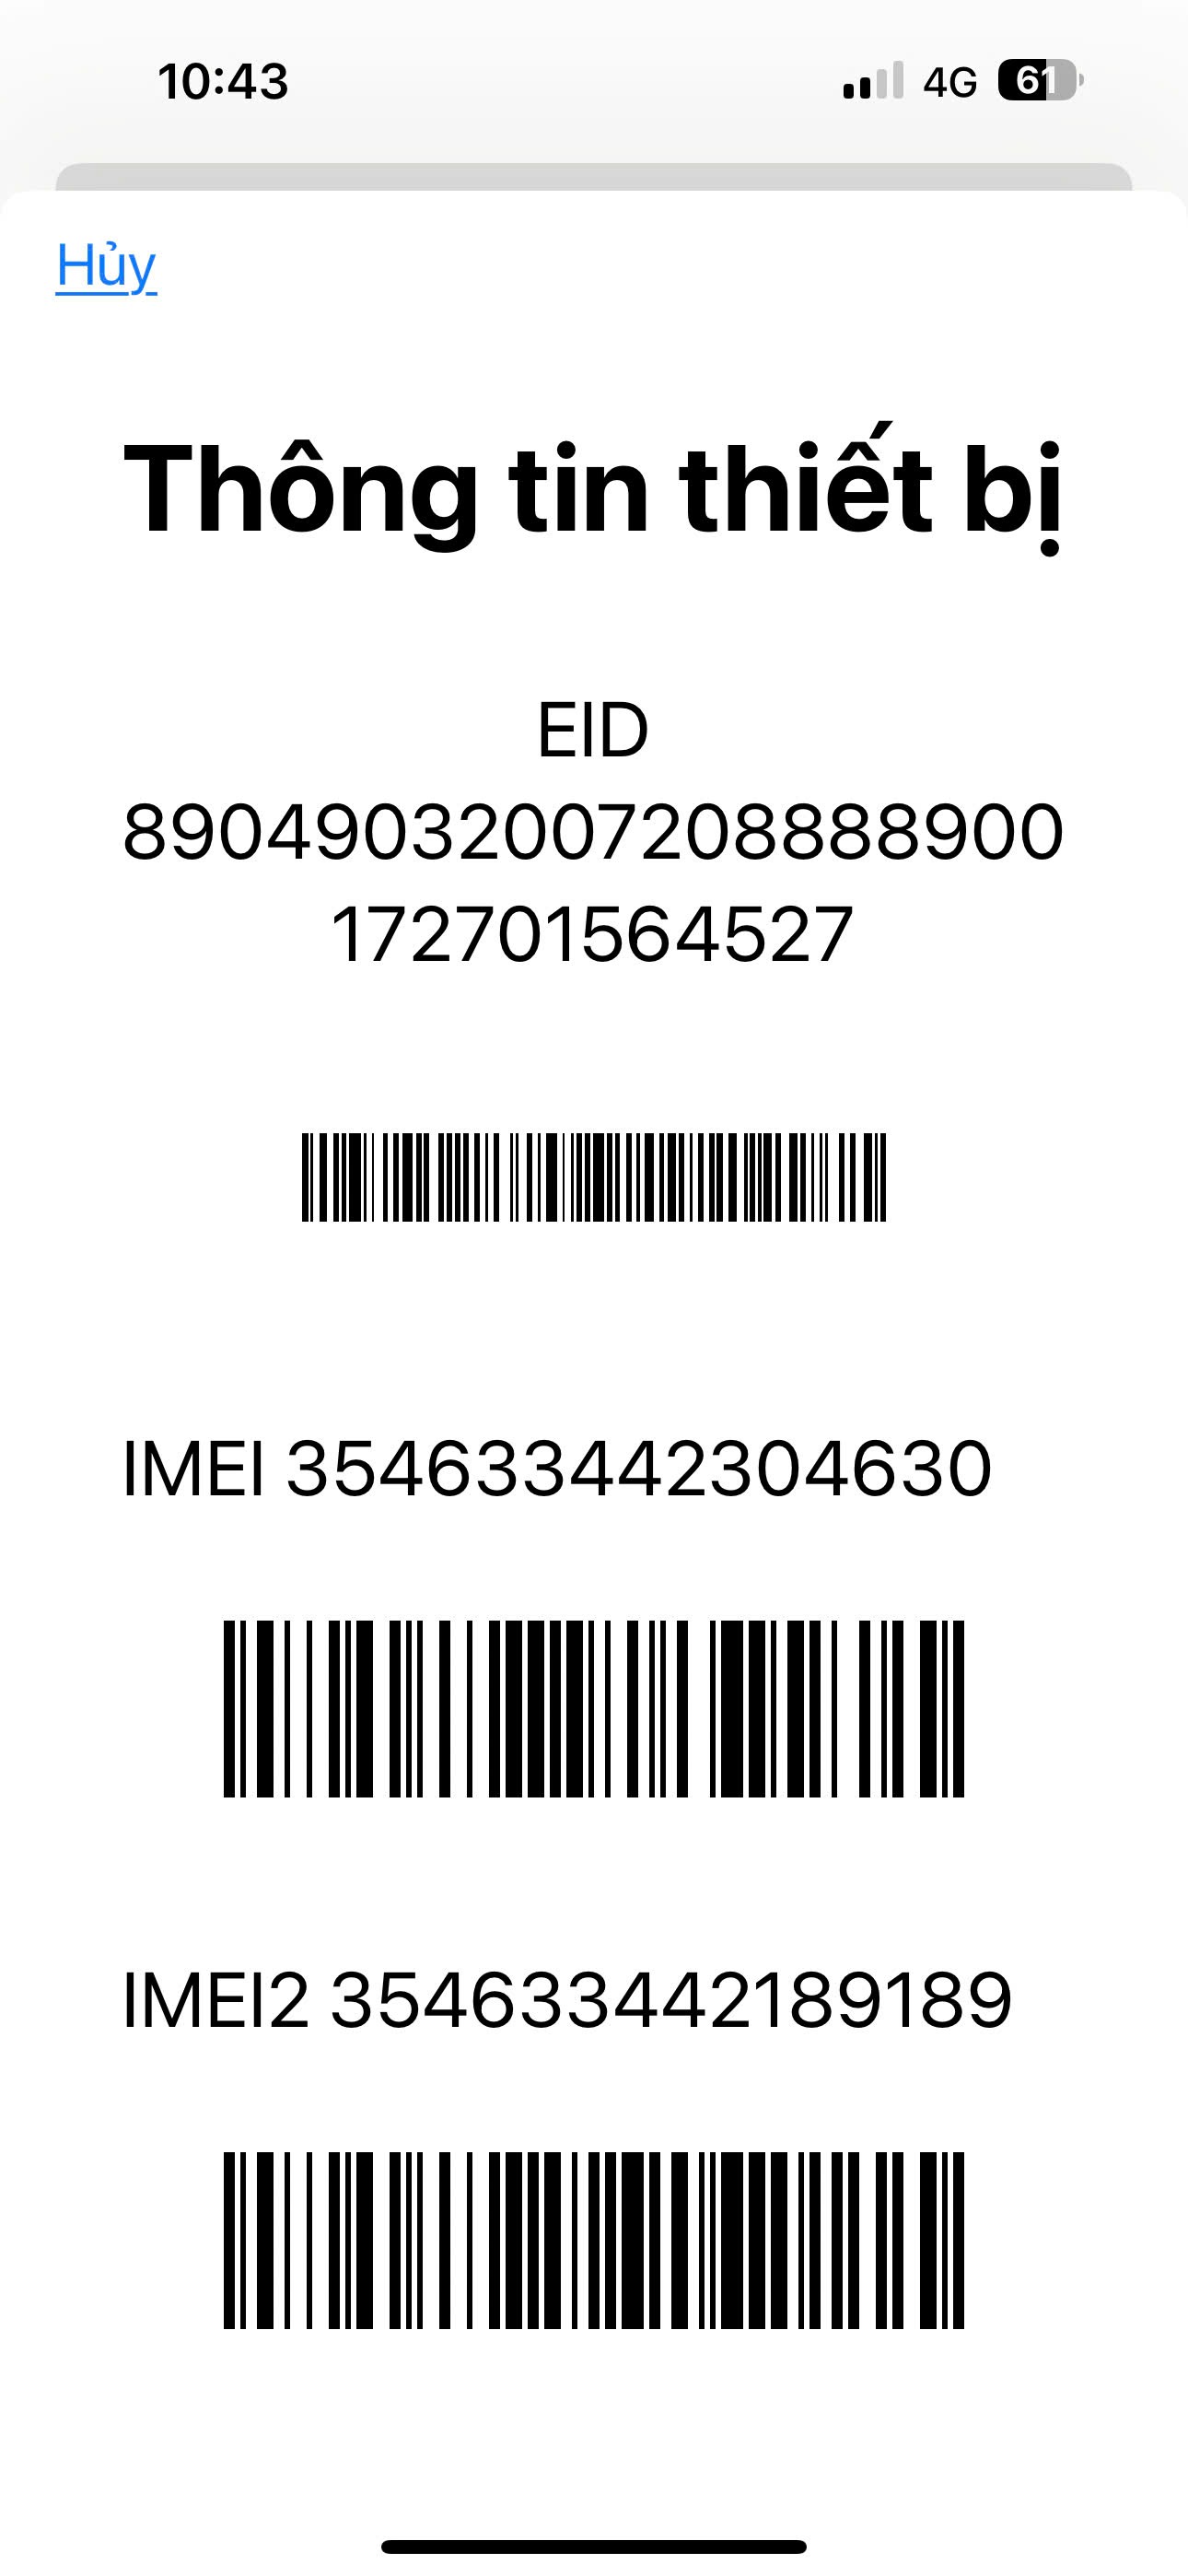 10:43
4G 61
Hủy
Thông tin thiết bị
EID
89049032007208888900
172701564527
IMEI 354633442304630
IMEI2 354633442189189